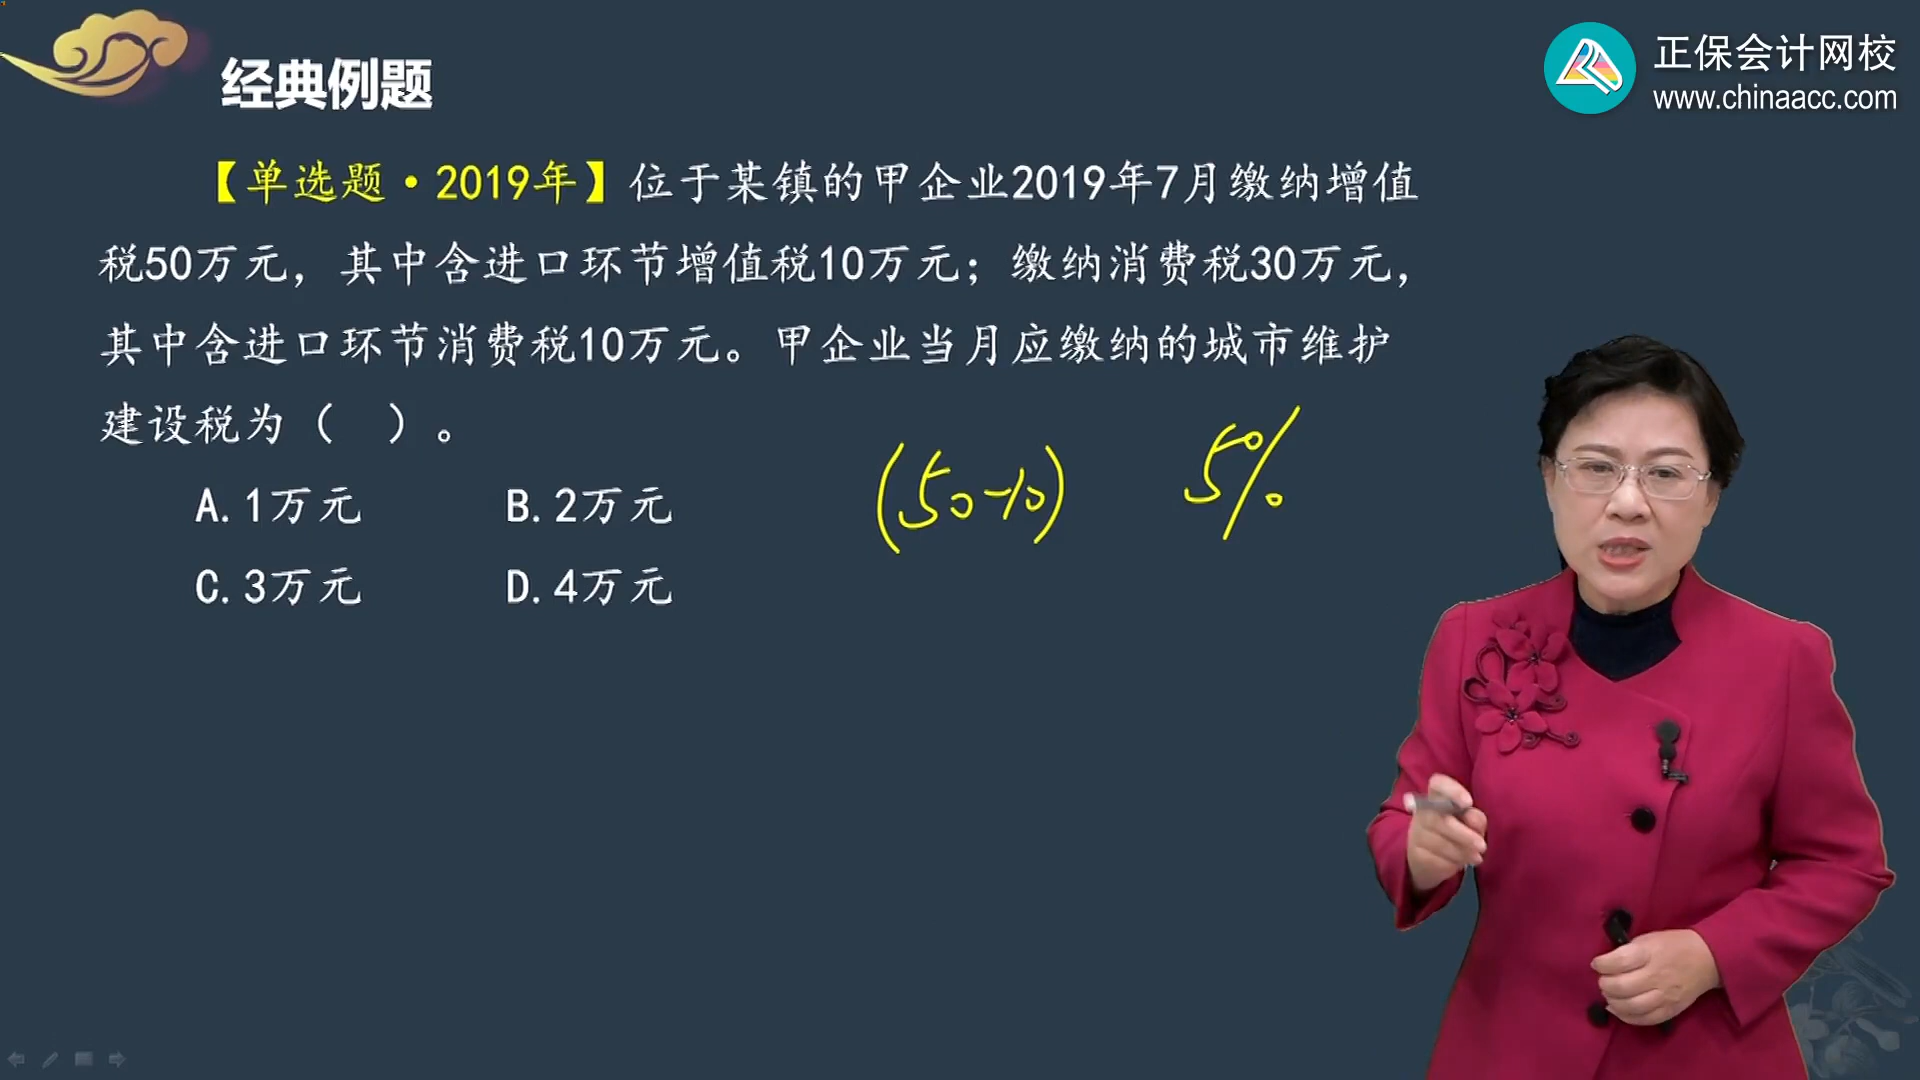 经典例题
正保会计网校
www.chinaacc.com
【单选题·2019年】位于某镇的甲企业2019年7月缴纳增值
税50万元，其中含进口环节增值税10万元；缴纳消费税30万元，
其中含进口环节消费税10万元。甲企业当月应缴纳的城市维护
建设税为（ ）。
(50-10) 5%
A.1万元 B.2万元
C.3万元 D.4万元